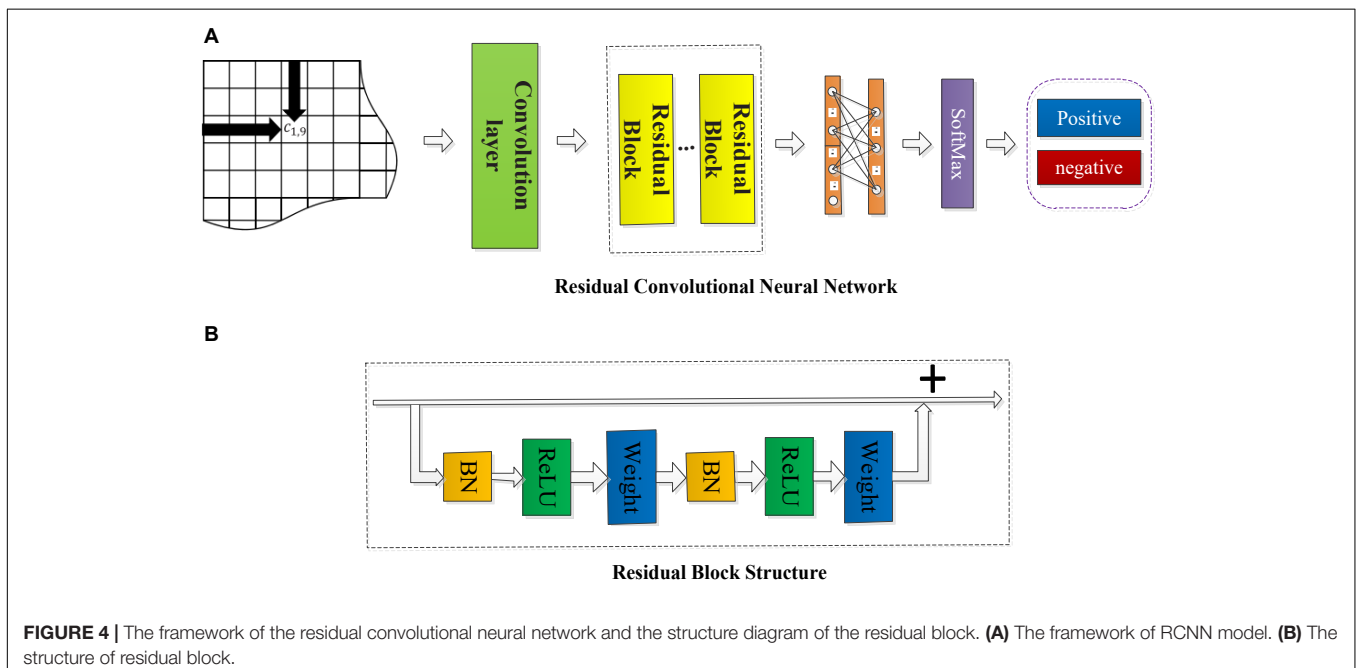 A
c1,9
Convolution
layer
Residual
Block
...
Residual
Block
SoftMax
Positive
negative
Residual Convolutional Neural Network
B
+
BN
ReLU
Weight
BN
ReLU
Weight
Residual Block Structure
FIGURE 4 | The framework of the residual convolutional neural network and the structure diagram of the residual block. (A) The framework of RCNN model. (B) The
structure of residual block.